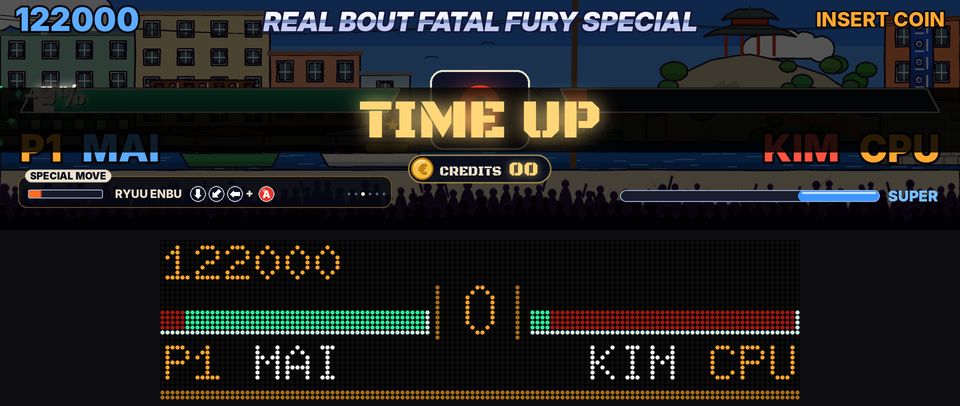 122000
REAL BOUT FATAL FURY SPECIAL
INSERT COIN
TIME UP
P1 MAI
KIM CPU
CREDITS 00
SPECIAL MOVE
RYUU ENBU
+ A
SUPER
122000
0
P1 MAI
KIM CPU